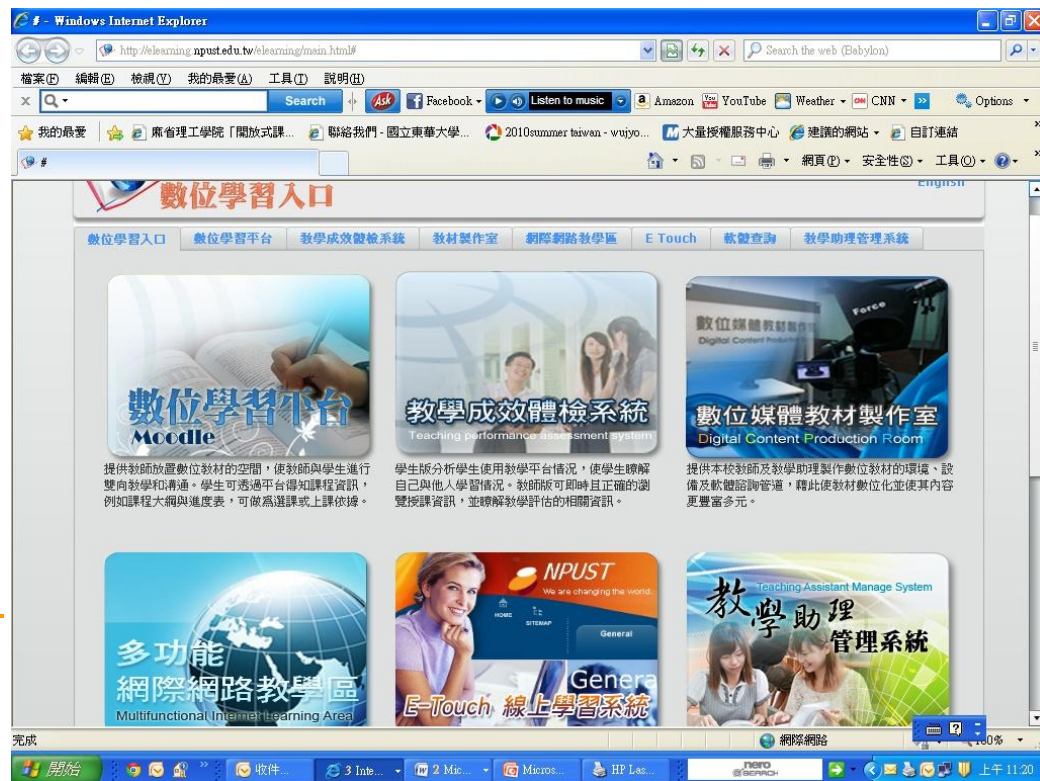 # - Windows Internet Explorer
http://elearning.npust.edu.tw/elearning/main.html#
Search the web (Babylon)
檔案(F) 編輯(E) 檢視(V) 我的最愛(A) 工具(T) 說明(H)
Search Ask Facebook Listen to music Amazon YouTube Weather CNN Options
我的最愛 麻省理工學院「開放式課... 聯絡我們 - 國立東華大學... 2010summer taiwan - wujyo... 大量授權服務中心 建議的網站 自訂連結
# 網頁(P) 安全性(S) 工具(O)
English
數位學習入口
數位學習入口 數位學習平台 教學成效體檢系統 教材製作室 網際網路教學區 E Touch 軟體查詢 教學助理管理系統
數位學習平台
Moodle
提供教師放置數位教材的空間,使教師與學生進行
雙向教學和溝通。學生可透過平台得知課程資訊,
例如課程大綱與進度表,可做為選課或上課依據。
教學成效體檢系統
Teaching performance assessment system
學生版分析學生使用教學平台情況,使學生瞭解
自己與他人學習情況。教師版可即時且正確的瀏
覽授課資訊,並瞭解教學評估的相關資訊。
Force
數位媒體教材製作室
Digital Content Production Room
提供本校教師及教學助理製作數位教材的環境、設
備及軟體諮詢管道,藉此使教材數位化並使其內容
更豐富多元。
多功能
網際網路教學區
Multifunctional Internet Learning Area
NPUST
We are changing the world.
HOME
SITEMAP
General
Genera
E-Touch 線上學習系統
Teaching Assistant Manage System
教學助理
管理系統
完成 網際網路
開始 收件... 3 Inte... 2 Mic... Micros... HP Las... nero SEARCH 上午 11:20